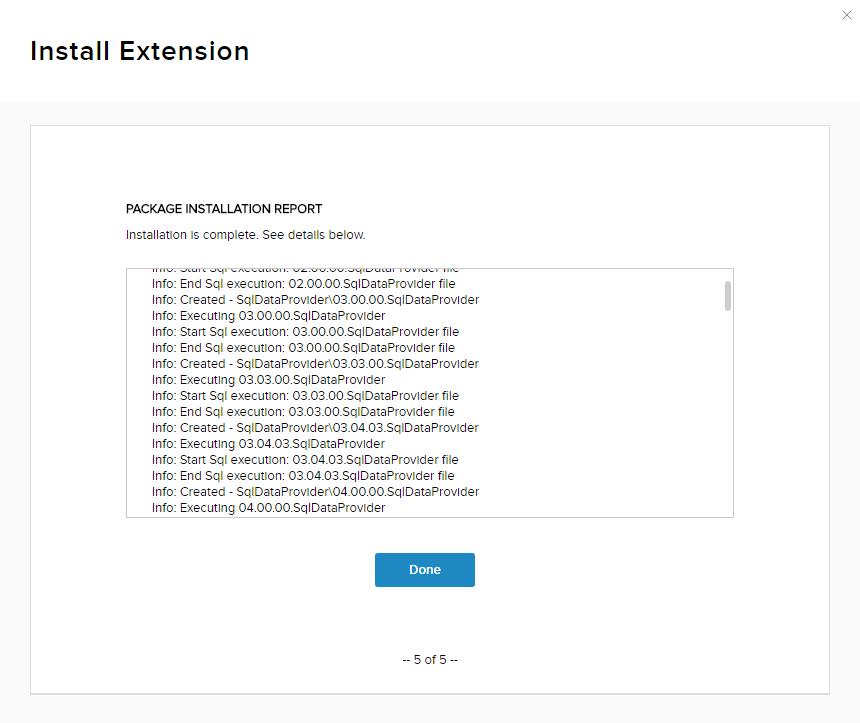 Install Extension
PACKAGE INSTALLATION REPORT
Installation is complete. See details below.
Info: Start Sql execution: 02.00.00.SqlDataProvider file
Info: End Sql execution: 02.00.00.SqlDataProvider file
Info: Created - SqlDataProvider\03.00.00.SqlDataProvider
Info: Executing 03.00.00.SqlDataProvider
Info: Start Sql execution: 03.00.00.SqlDataProvider file
Info: End Sql execution: 03.00.00.SqlDataProvider file
Info: Created - SqlDataProvider\03.03.00.SqlDataProvider
Info: Executing 03.03.00.SqlDataProvider
Info: Start Sql execution: 03.03.00.SqlDataProvider file
Info: End Sql execution: 03.03.00.SqlDataProvider file
Info: Created - SqlDataProvider\03.04.03.SqlDataProvider
Info: Executing 03.04.03.SqlDataProvider
Info: Start Sql execution: 03.04.03.SqlDataProvider file
Info: End Sql execution: 03.04.03.SqlDataProvider file
Info: Created - SqlDataProvider\04.00.00.SqlDataProvider
Info: Executing 04.00.00.SqlDataProvider
Done
-- 5 of 5 --